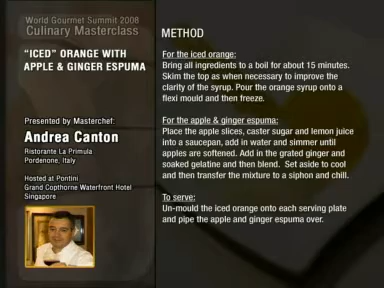 World Gourmet Summit 2008
Culinary Masterclass
"ICED" ORANGE WITH
APPLE & GINGER ESPUMA
Presented by Masterchef:
Andrea Canton
Ristorante La Primula
Pordenone, Italy
Hosted at Pontini
Grand Copthorne Waterfront Hotel
Singapore
METHOD
For the iced orange:
Bring all ingredients to a boil for about 15 minutes.
Skim the top as when necessary to improve the
clarity of the syrup. Pour the orange syrup onto a
flexi mould and then freeze.
For the apple & ginger espuma:
Place the apple slices, caster sugar and lemon juice
into a saucepan, add in water and simmer until
apples are softened. Add in the grated ginger and
soaked gelatine and then blend. Set aside to cool
and then transfer the mixture to a siphon and chill.
To serve:
Un-mould the iced orange onto each serving plate
and pipe the apple and ginger espuma over.